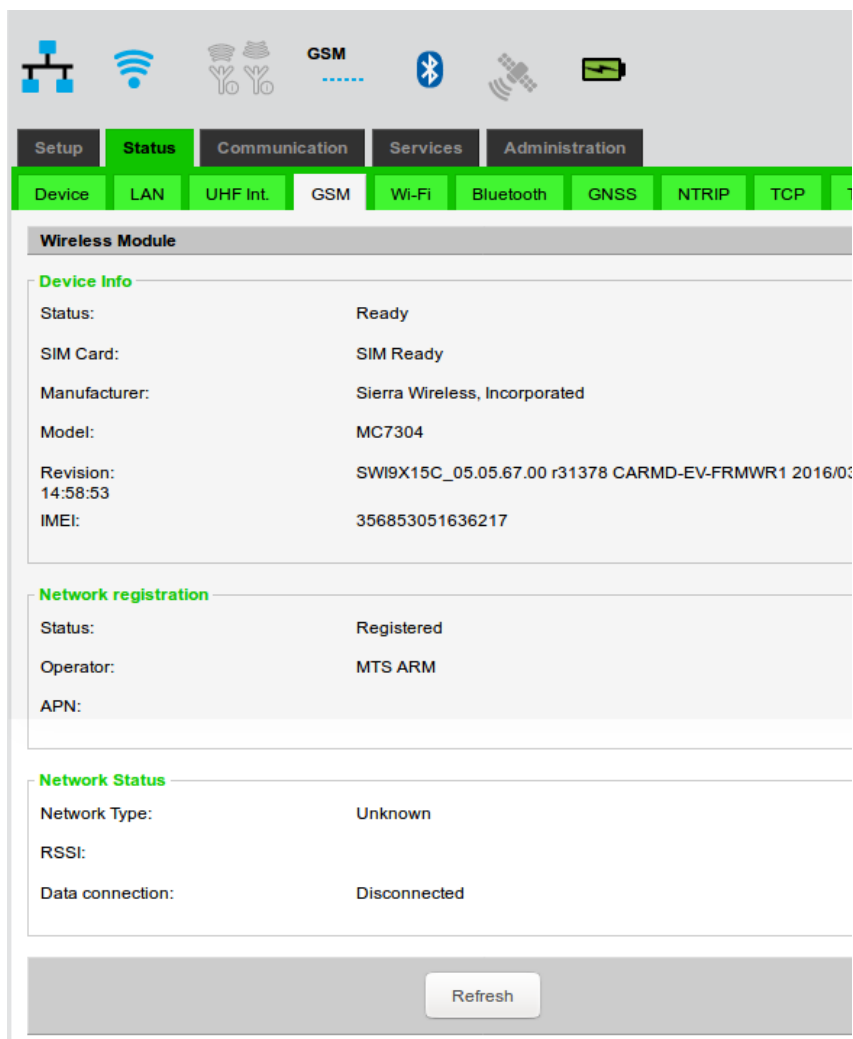 GSM
Setup Status Communication Services Administration
Device LAN UHF Int. GSM Wi-Fi Bluetooth GNSS NTRIP TCP
Wireless Module
Device Info
Status: Ready
SIM Card: SIM Ready
Manufacturer: Sierra Wireless, Incorporated
Model: MC7304
Revision: SWI9X15C_05.05.67.00 r31378 CARMD-EV-FRMWR1 2016/03
14:58:53
IMEI: 356853051636217
Network registration
Status: Registered
Operator: MTS ARM
APN:
Network Status
Network Type: Unknown
RSSI:
Data connection: Disconnected
Refresh